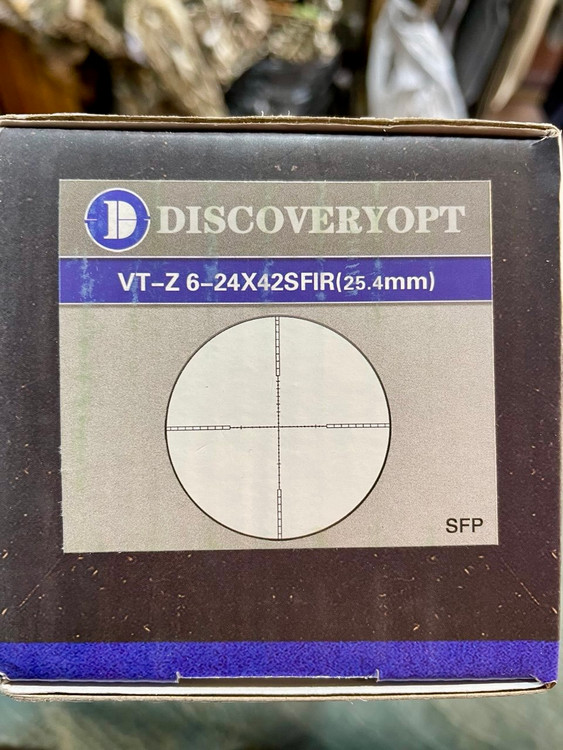 D DISCOVERYOPT
VT-Z 6-24X42SFIR(25.4mm)
SFP